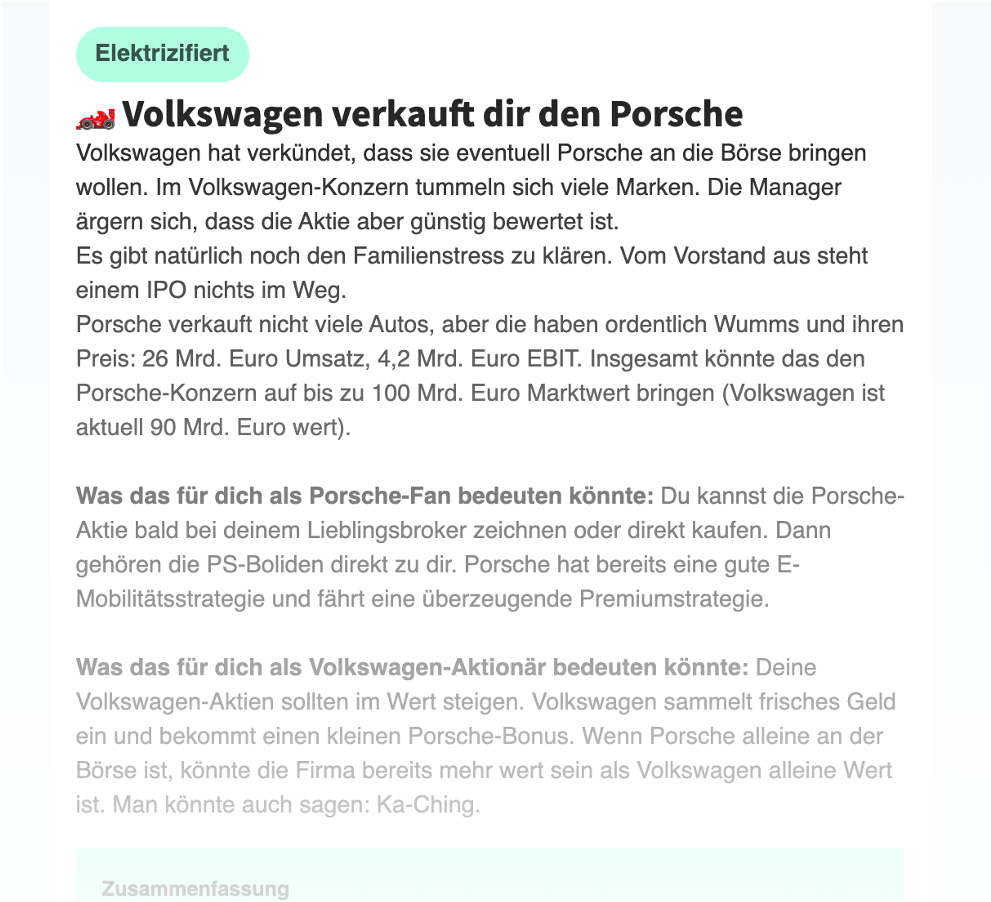 Elektrizifiert
🏎️ Volkswagen verkauft dir den Porsche
Volkswagen hat verkündet, dass sie eventuell Porsche an die Börse bringen
wollen. Im Volkswagen-Konzern tummeln sich viele Marken. Die Manager
ärgern sich, dass die Aktie aber günstig bewertet ist.
Es gibt natürlich noch den Familienstress zu klären. Vom Vorstand aus steht
einem IPO nichts im Weg.
Porsche verkauft nicht viele Autos, aber die haben ordentlich Wumms und ihren
Preis: 26 Mrd. Euro Umsatz, 4,2 Mrd. Euro EBIT. Insgesamt könnte das den
Porsche-Konzern auf bis zu 100 Mrd. Euro Marktwert bringen (Volkswagen ist
aktuell 90 Mrd. Euro wert).
Was das für dich als Porsche-Fan bedeuten könnte: Du kannst die Porsche-
Aktie bald bei deinem Lieblingsbroker zeichnen oder direkt kaufen. Dann
gehören die PS-Boliden direkt zu dir. Porsche hat bereits eine gute E-
Mobilitätsstrategie und fährt eine überzeugende Premiumstrategie.
Was das für dich als Volkswagen-Aktionär bedeuten könnte: Deine
Volkswagen-Aktien sollten im Wert steigen. Volkswagen sammelt frisches Geld
ein und bekommt einen kleinen Porsche-Bonus. Wenn Porsche alleine an der
Börse ist, könnte die Firma bereits mehr wert sein als Volkswagen alleine Wert
ist. Man könnte auch sagen: Ka-Ching.
Zusammenfassung